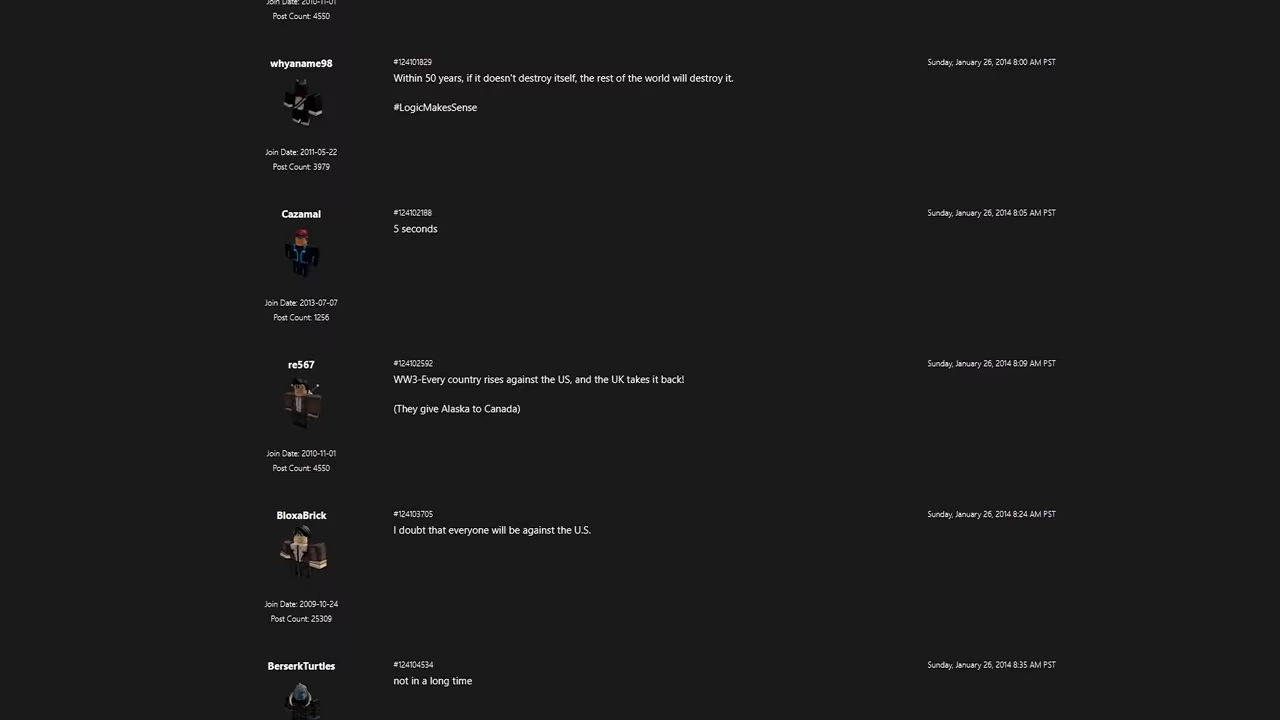 Join Date: 2010-11-01
Post Count: 4550
whyaname98
#124101829
Sunday, January 26, 2014 8:00 AM PST
Within 50 years, if it doesn't destroy itself, the rest of the world will destroy it.
#LogicMakesSense
Join Date: 2011-05-22
Post Count: 3979
Cazamal
#124102188
Sunday, January 26, 2014 8:05 AM PST
5 seconds
Join Date: 2013-07-07
Post Count: 1256
re567
#124102592
Sunday, January 26, 2014 8:09 AM PST
WW3-Every country rises against the US, and the UK takes it back!
(They give Alaska to Canada)
Join Date: 2010-11-01
Post Count: 4550
BloxaBrick
#124103705
Sunday, January 26, 2014 8:24 AM PST
I doubt that everyone will be against the U.S.
Join Date: 2009-10-24
Post Count: 25309
BerserkTurtles
#124104534
Sunday, January 26, 2014 8:35 AM PST
not in a long time